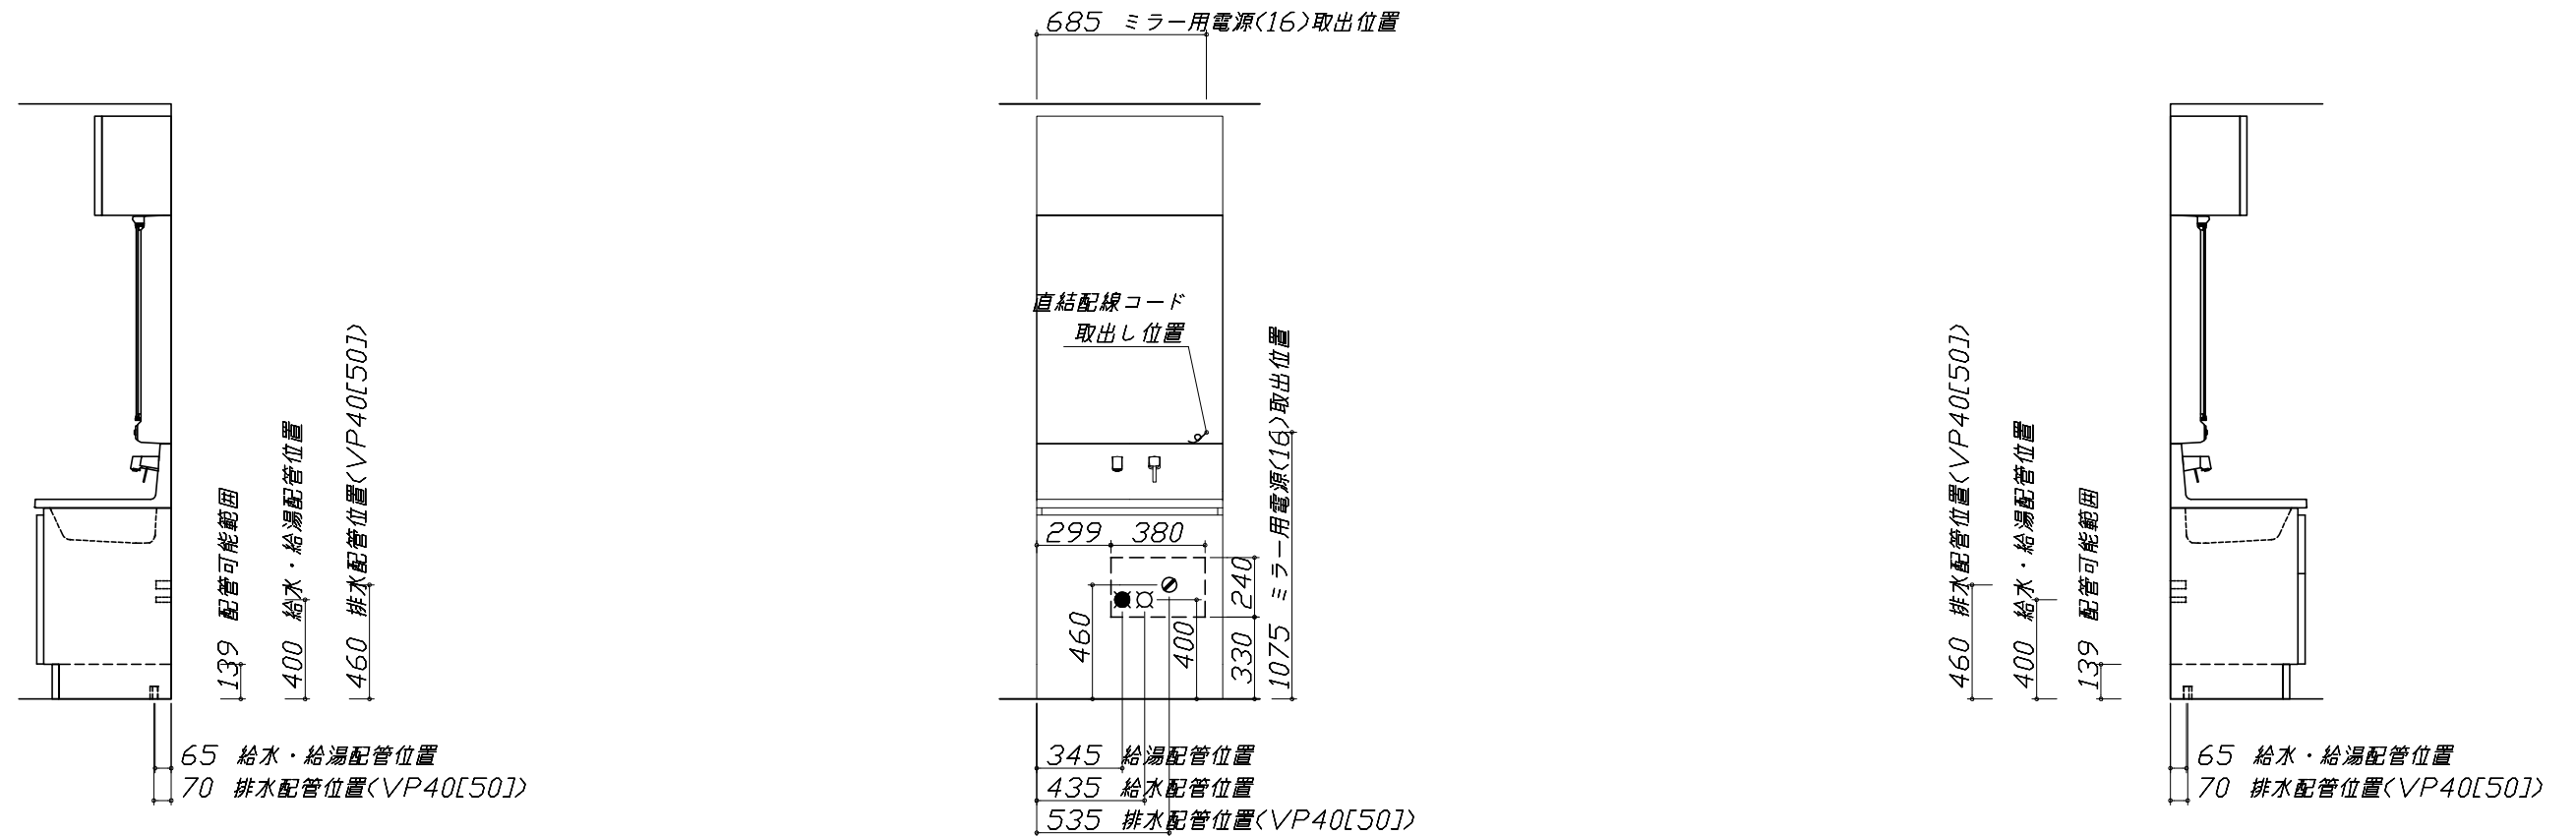 685 ミラー用電源(16)取出位置
直結配線コード
取出し位置
139 配管可能範囲
400 給水・給湯配管位置
460 排水配管位置(VP40[50])
299
380
460
400
240
330
1075 ミラー用電源(16)取出位置
460 排水配管位置(VP40[50])
400 給水・給湯配管位置
139 配管可能範囲
65 給水・給湯配管位置
70 排水配管位置(VP40[50])
345 給湯配管位置
435 給水配管位置
535 排水配管位置(VP40[50])
65 給水・給湯配管位置
70 排水配管位置(VP40[50])